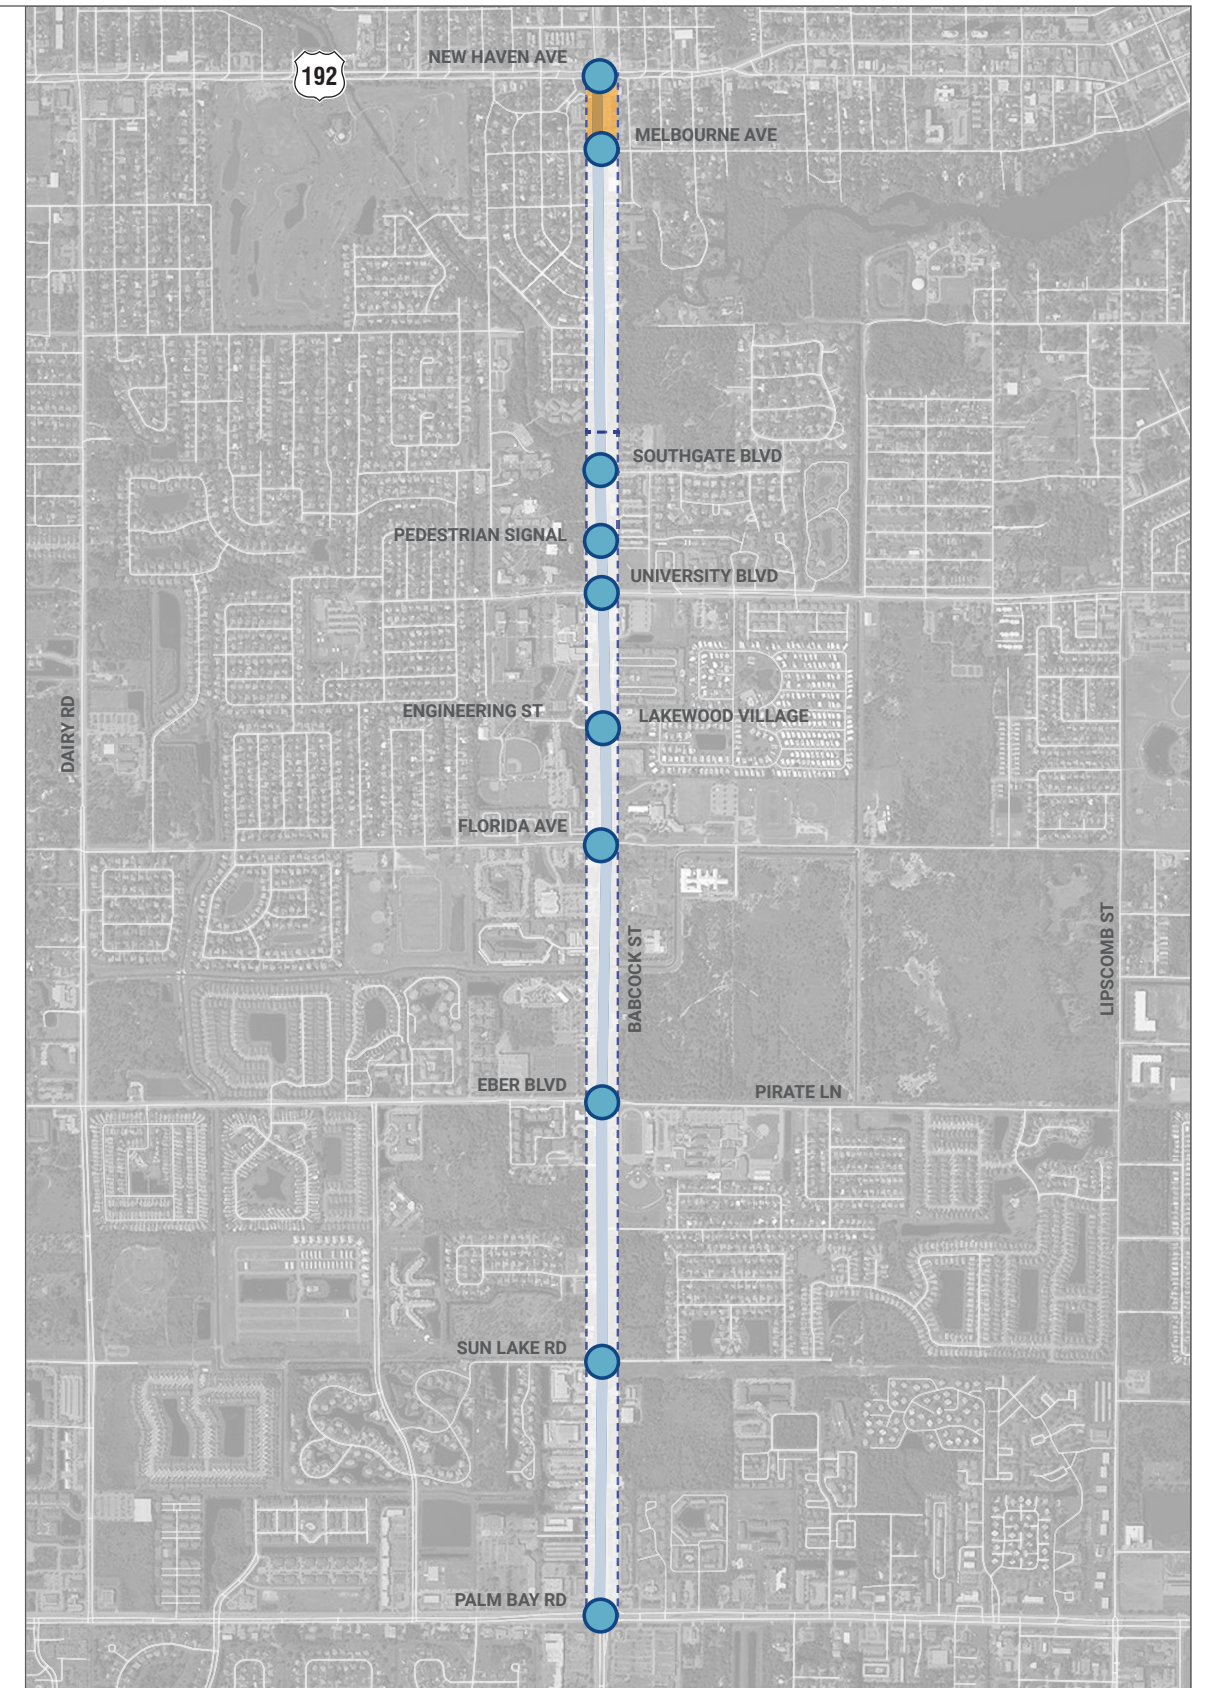 NEW HAVEN AVE
192
MELBOURNE AVE
SOUTHGATE BLVD
PEDESTRIAN SIGNAL
UNIVERSITY BLVD
DAIRY RD
ENGINEERING ST
LAKEWOOD VILLAGE
FLORIDA AVE
BABCOCK ST
LIPSCOMB ST
EBER BLVD
PIRATE LN
SUN LAKE RD
PALM BAY RD